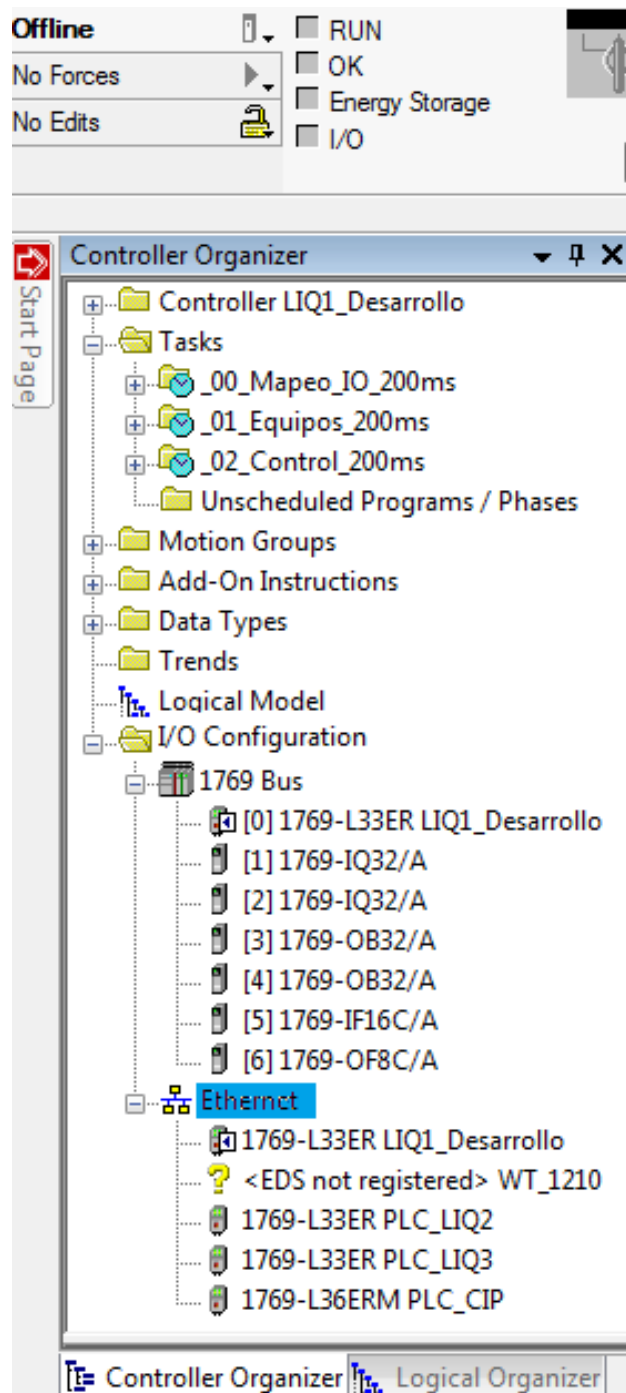 Offline
RUN
No Forces
OK
Energy Storage
No Edits
I/O
Start Page
Controller Organizer
Controller LIQ1_Desarrollo
Tasks
_00_Mapeo_IO_200ms
_01_Equipos_200ms
_02_Control_200ms
Unscheduled Programs / Phases
Motion Groups
Add-On Instructions
Data Types
Trends
Logical Model
I/O Configuration
1769 Bus
[0] 1769-L33ER LIQ1_Desarrollo
[1] 1769-IQ32/A
[2] 1769-IQ32/A
[3] 1769-OB32/A
[4] 1769-OB32/A
[5] 1769-IF16C/A
[6] 1769-OF8C/A
Ethernet
1769-L33ER LIQ1_Desarrollo
<EDS not registered> WT_1210
1769-L33ER PLC_LIQ2
1769-L33ER PLC_LIQ3
1769-L36ERM PLC_CIP
Controller Organizer
Logical Organizer